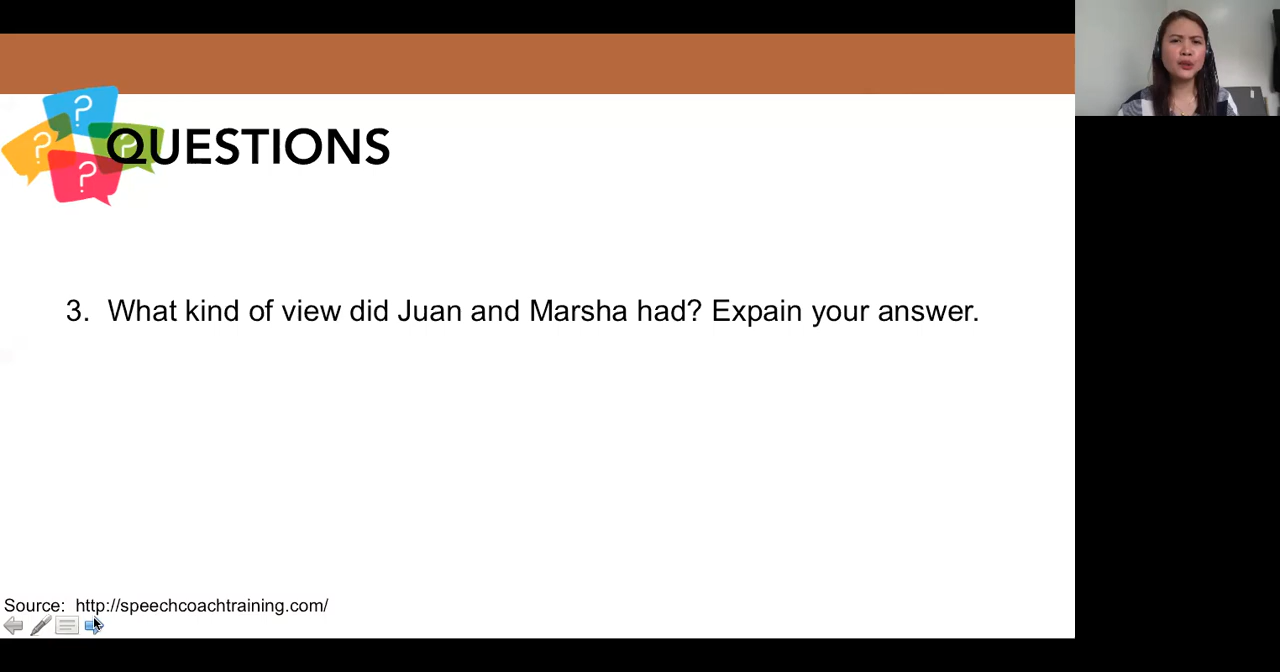 QUESTIONS
3. What kind of view did Juan and Marsha had? Expain your answer.
Source: http://speechcoachtraining.com/